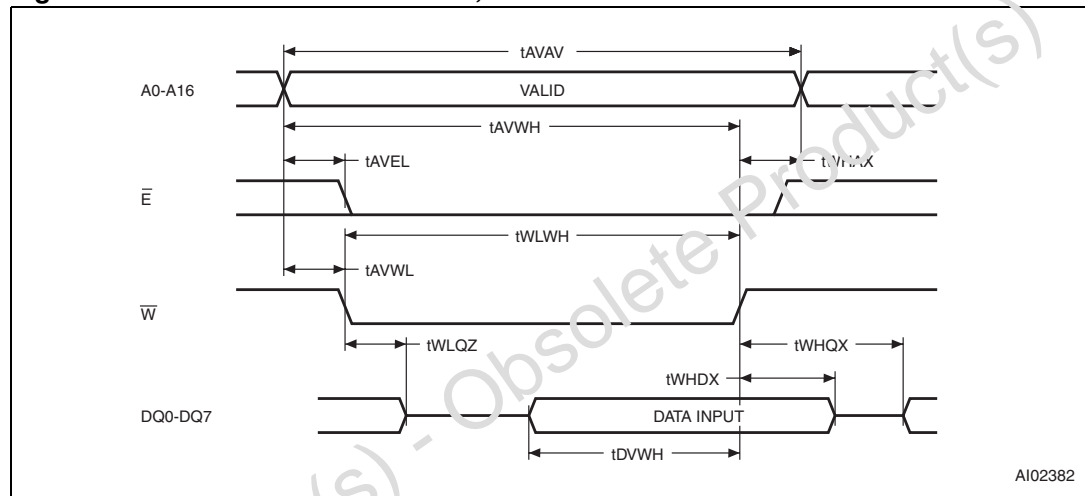 tAVAV
A0-A16
VALID
tAVWH
tAVEL
tWHAX
E
tWLWH
tAVWL
W
tWLQZ
tWHQX
tWHDX
DQ0-DQ7
DATA INPUT
tDVWH
AI02382
(s) - Obsolete Product(s)